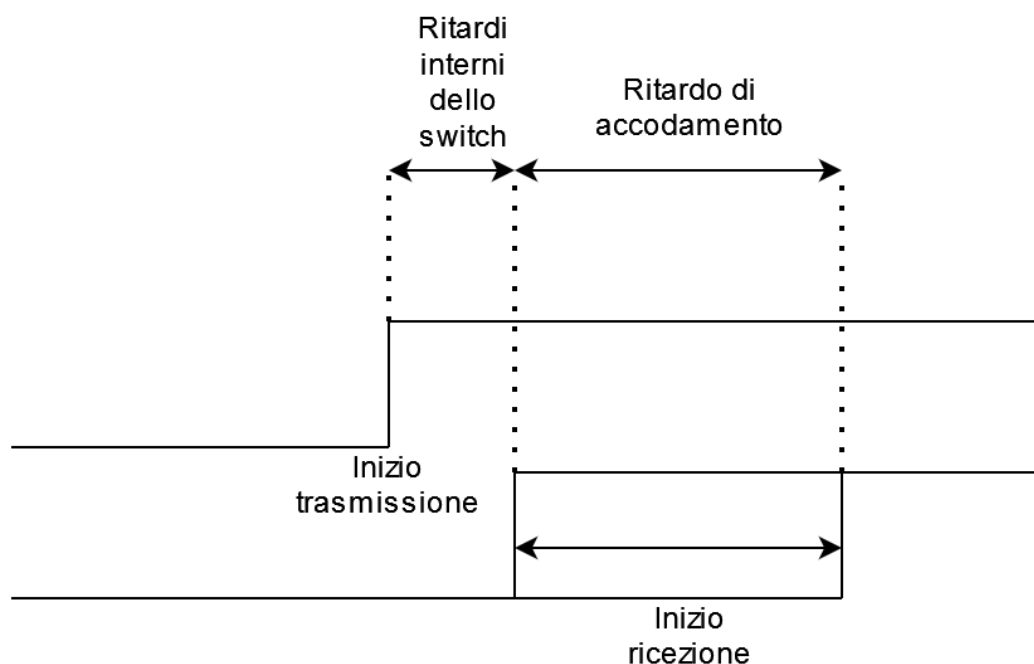 Ritardi
interni
dello
switch
Ritardo di
accodamento
Inizio
trasmissione
Inizio
ricezione